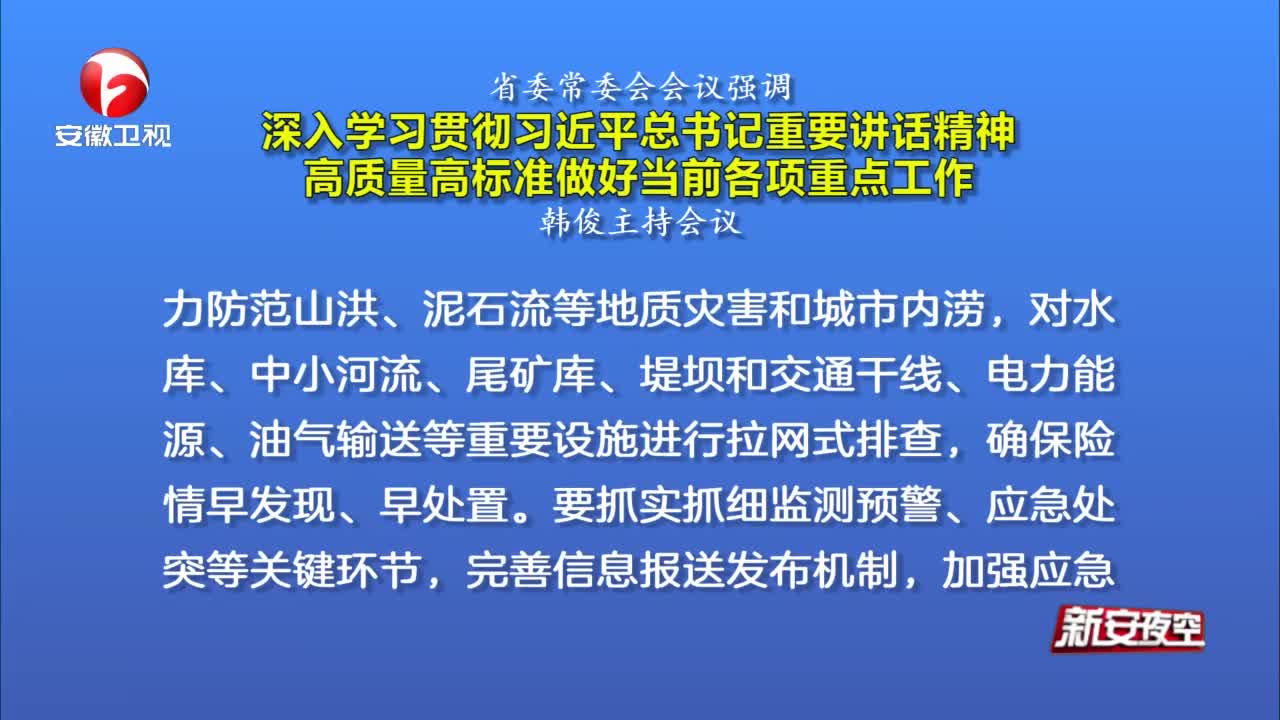 安徽卫视
省委常委会会议强调
深入学习贯彻习近平总书记重要讲话精神
高质量高标准做好当前各项重点工作
韩俊主持会议
力防范山洪、泥石流等地质灾害和城市内涝，对水
库、中小河流、尾矿库、堤坝和交通干线、电力能
源、油气输送等重要设施进行拉网式排查，确保险
情早发现、早处置。要抓实抓细监测预警、应急处
突等关键环节，完善信息报送发布机制，加强应急
新安夜空